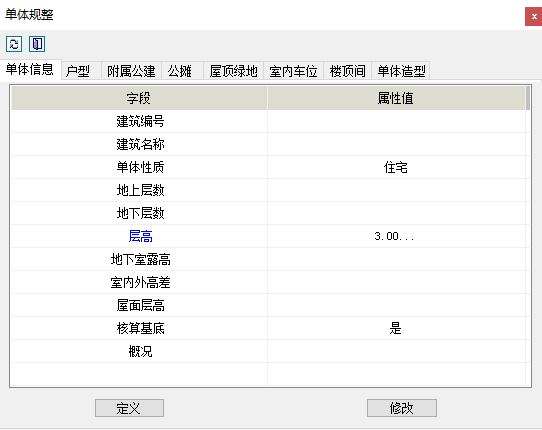 单体规整
x
单体信息 户型 附属公建 公摊 屋顶绿地 室内车位 楼顶间 单体造型
字段 属性值
建筑编号
建筑名称
单体性质 住宅
地上层数
地下层数
层高 3.00...
地下室露高
室内外高差
屋面层高
核算基底 是
概况
定义 修改